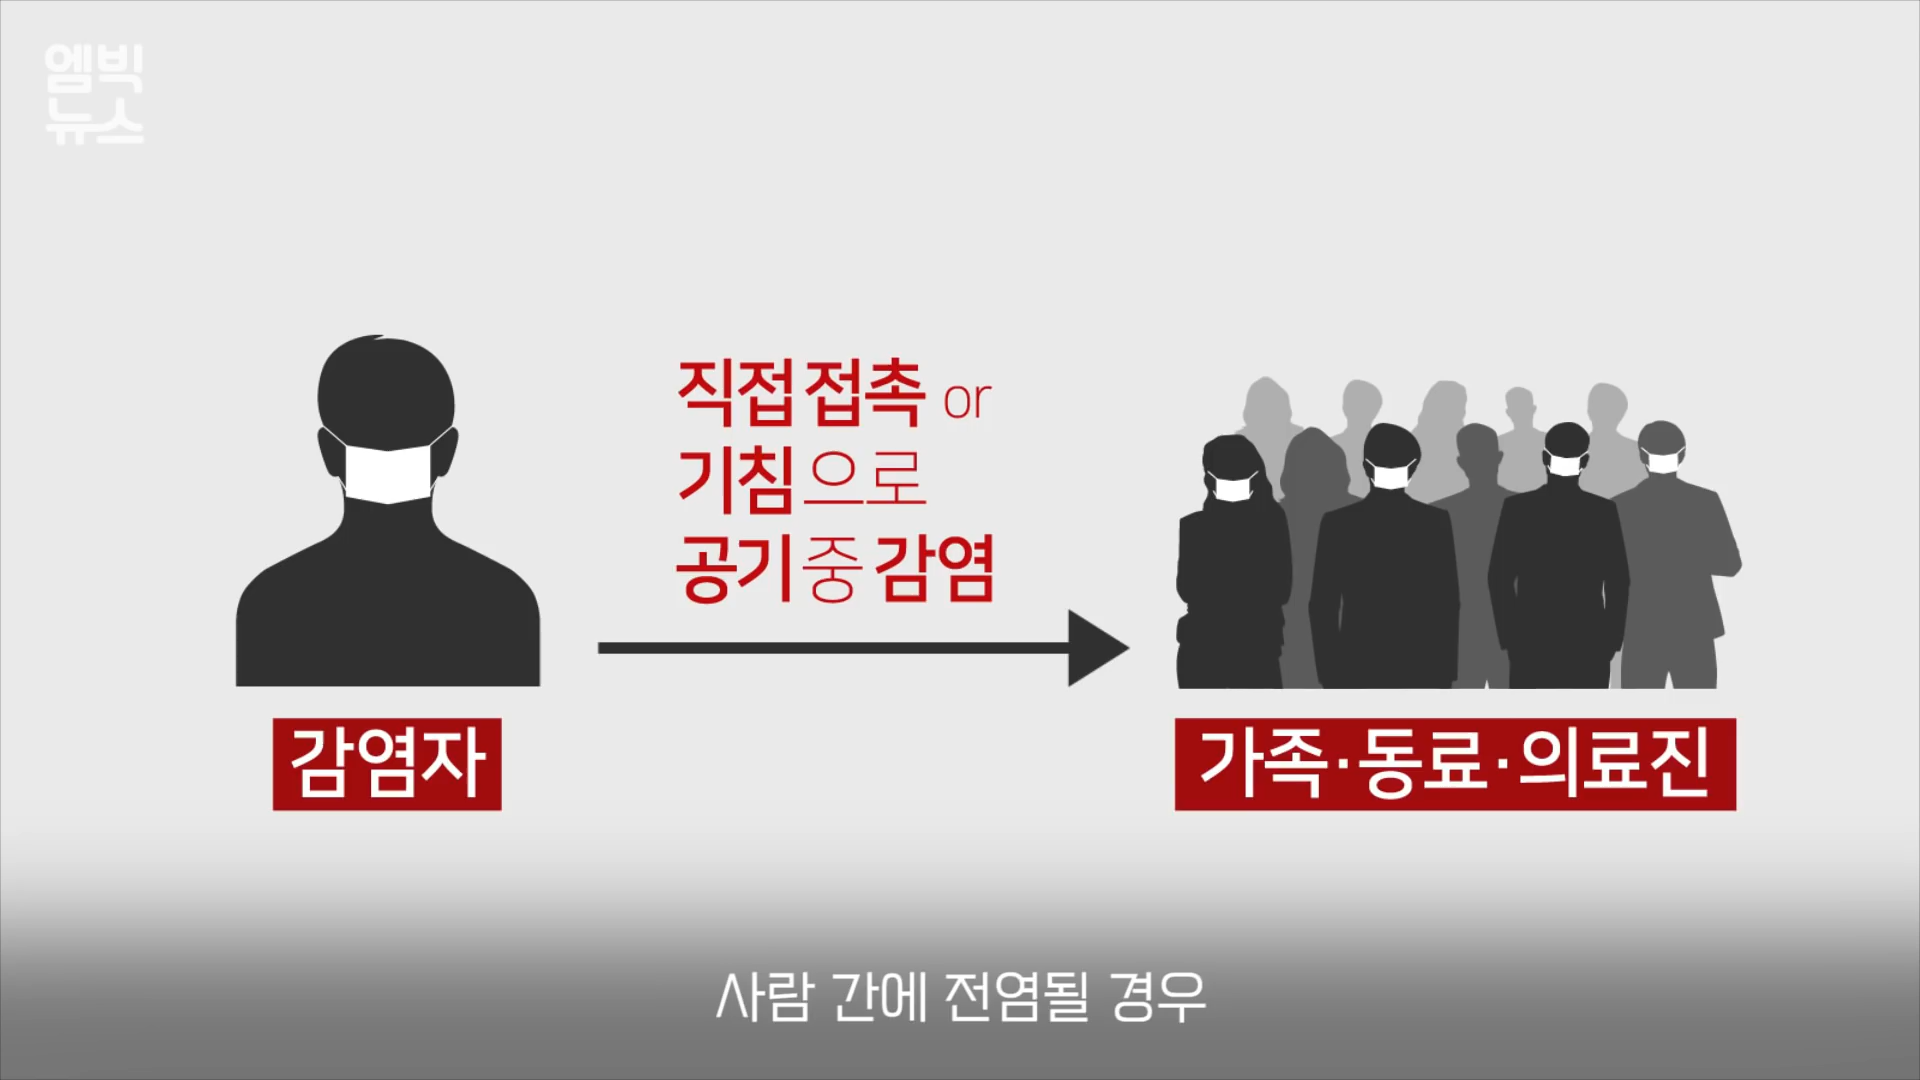 엠빅
뉴스
직접 접촉 or
기침으로
공기 중 감염
감염자
가족·동료·의료진
사람 간에 전염될 경우